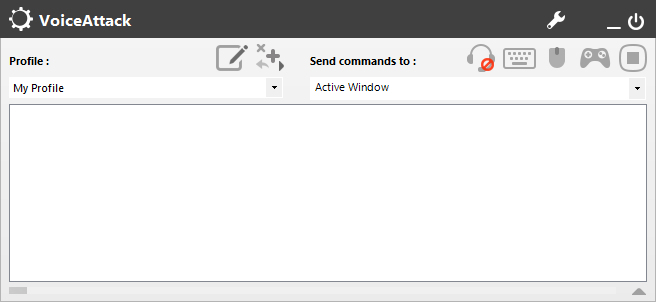 VoiceAttack
Profile :
Send commands to :
My Profile
Active Window